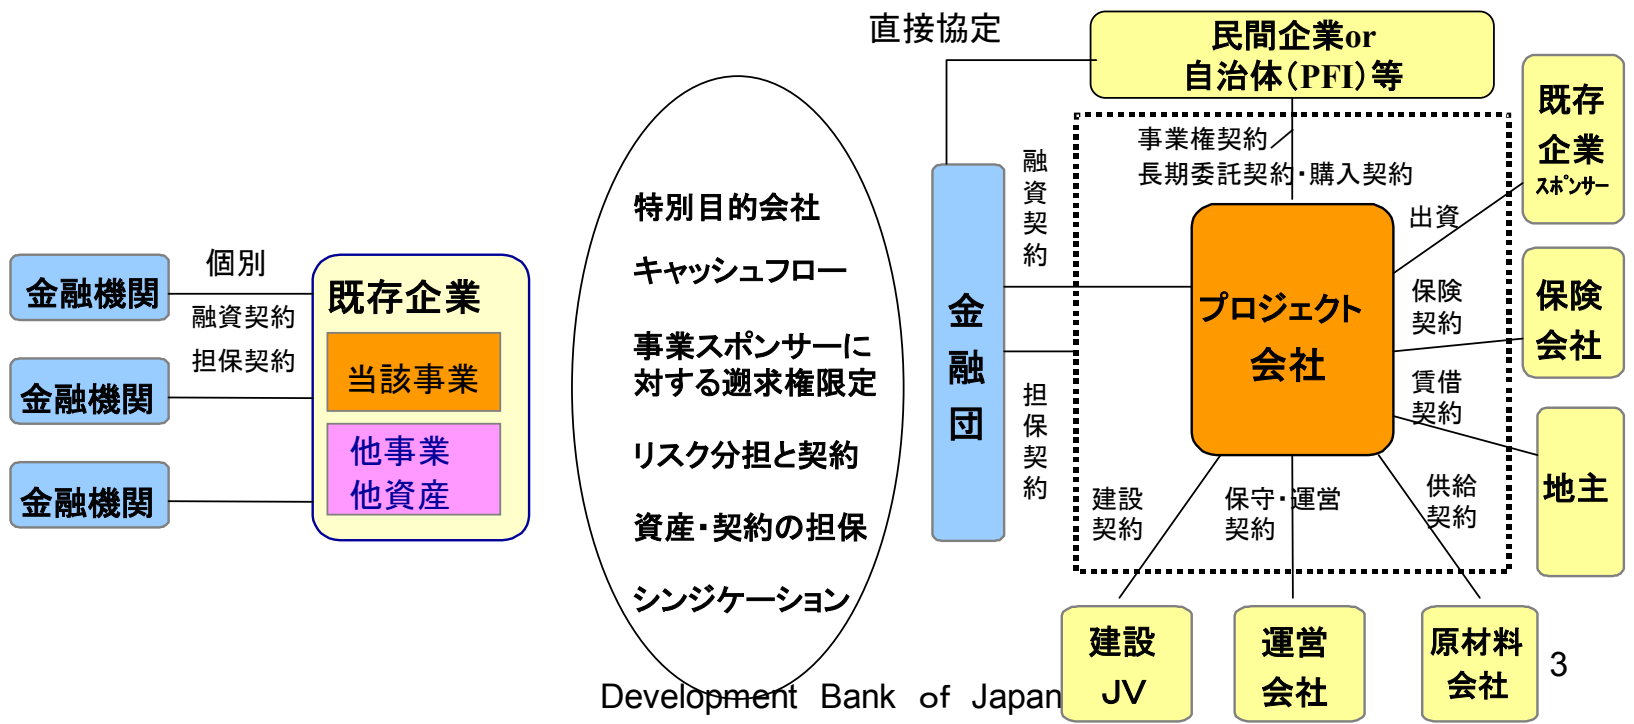 金融機関
金融機関
金融機関
個別
融資契約
担保契約
既存企業
当該事業
他事業
他資産
特別目的会社
キャッシュフロー
事業スポンサーに
対する遡求権限定
リスク分担と契約
資産・契約の担保
シンジケーション
直接協定
民間企業or
自治体（PFI）等
融資契約
金融団
担保契約
事業権契約
長期委託契約・購入契約
プロジェクト
会社
出資
保険
契約
賃借
契約
建設
契約
保守・運営
契約
供給
契約
既存
企業
スポンサー
保険
会社
地主
建設
JV
運営
会社
原材料
会社
Development Bank of Japan
3